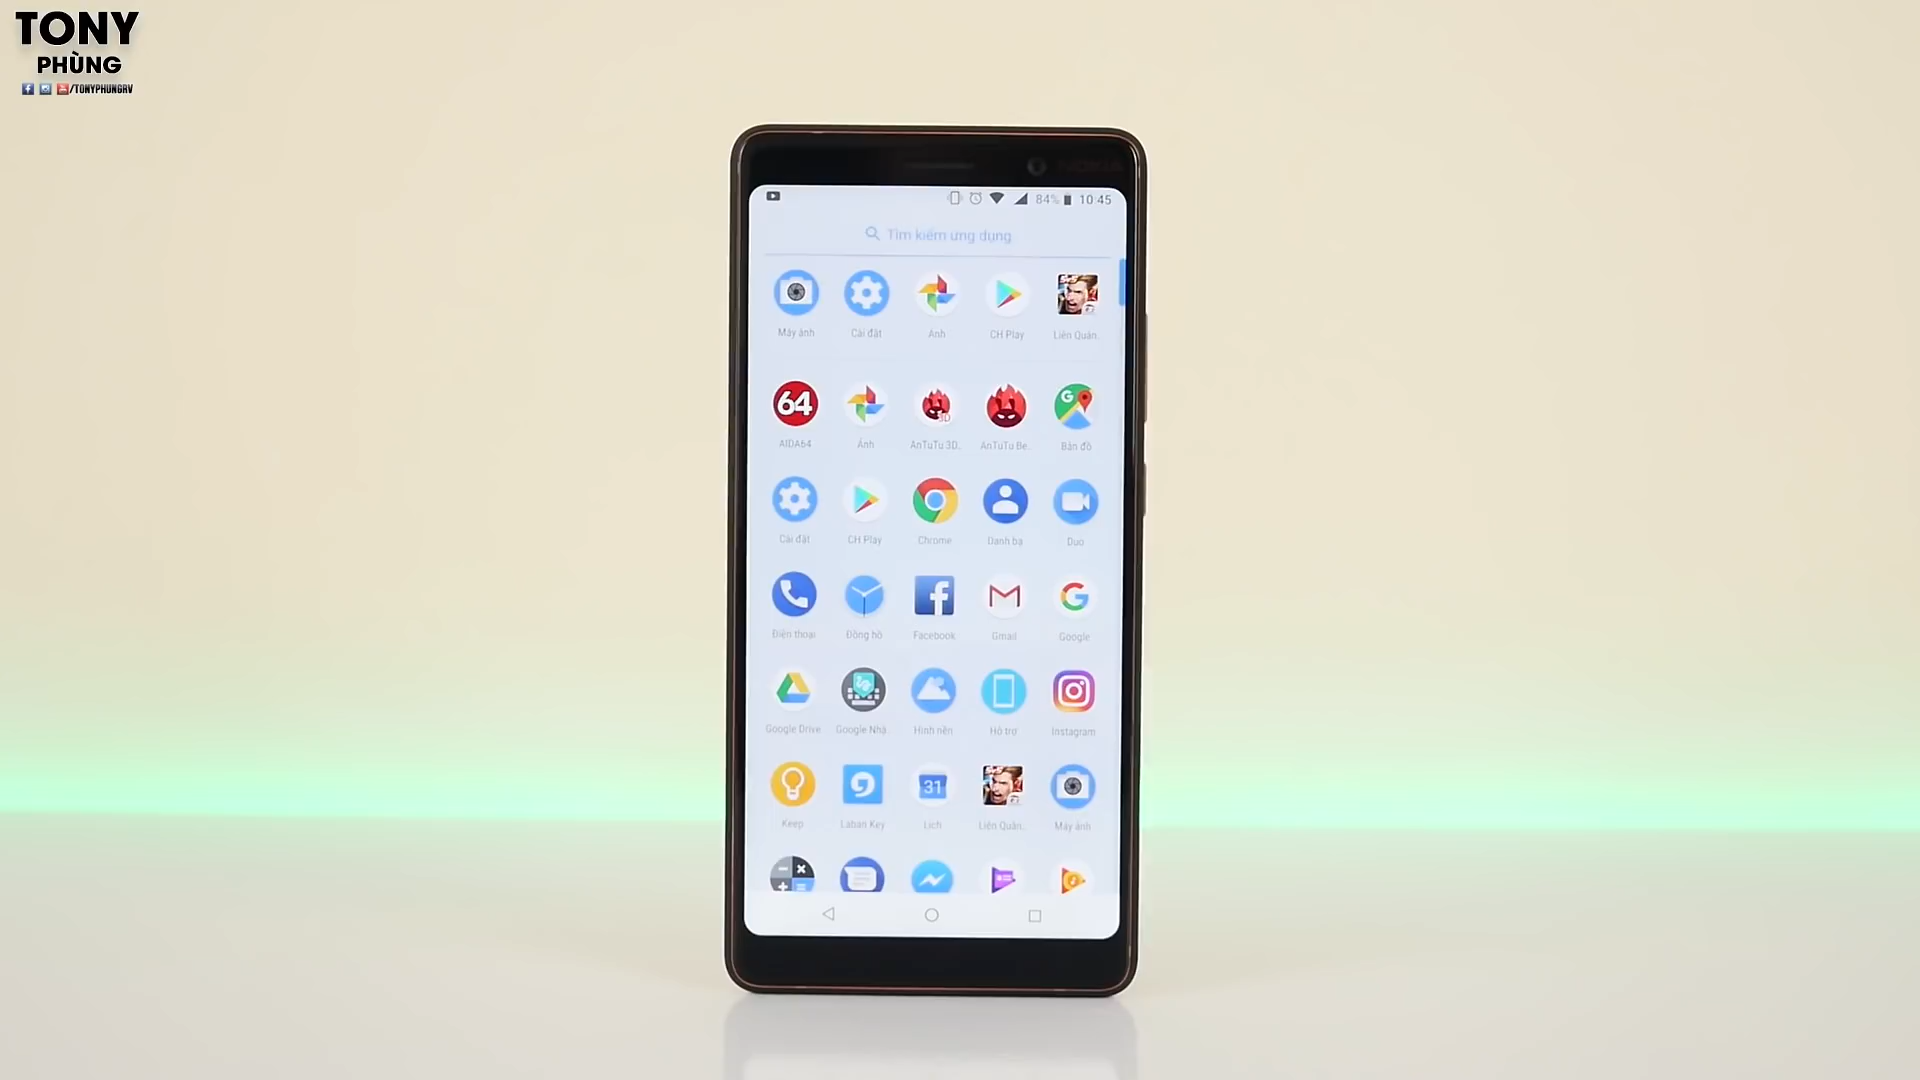 TONY
PHÙNG
/TONYPHUNGRV
NOKIA
84% 10:45
Tìm kiếm ứng dụng
Máy ảnh Cài đặt Ảnh CH Play Liên Quân.
64
3D
G
AIDA64 Ảnh AnTuTu 3D.. AnTuTu Be.. Bản đồ
Cài đặt CH Play Chrome Danh bạ Duo
Điện thoại Đồng hồ Facebook Gmail Google
Google Drive Google Nhậ.. Hình nền Hỗ trợ Instagram
31
Keep Laban Key Lịch Liên Quân.. Máy ảnh